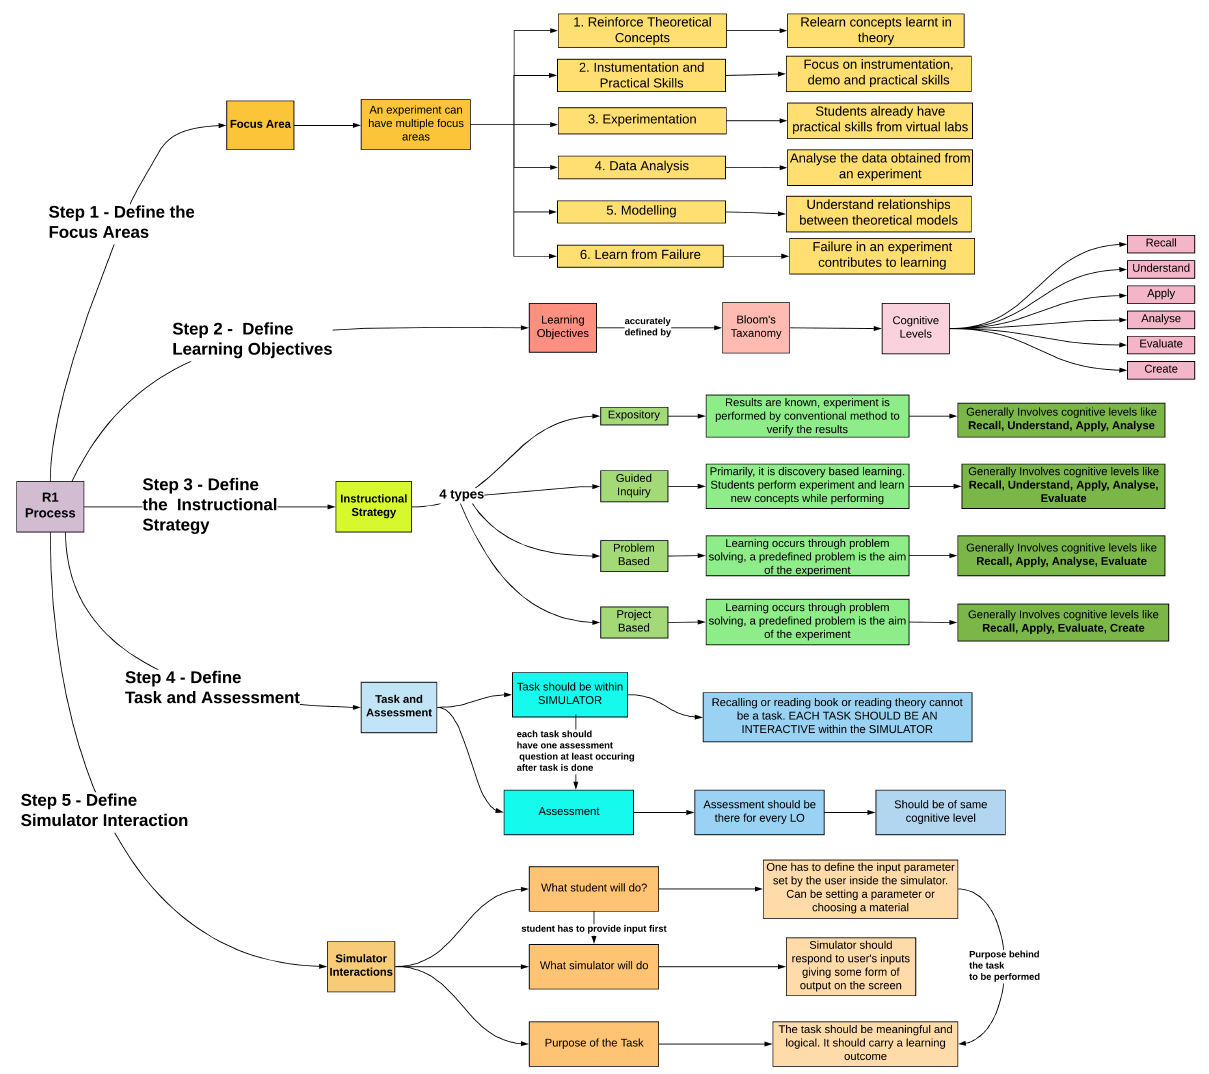 R1
Process
Step 1 - Define the
Focus Areas
Focus Area
An experiment can
have multiple focus
areas
1. Reinforce Theoretical
Concepts
Relearn concepts learnt in
theory
2. Instumentation and
Practical Skills
Focus on instrumentation,
demo and practical skills
3. Experimentation
Students already have
practical skills from virtual labs
4. Data Analysis
Analyse the data obtained from
an experiment
5. Modelling
Understand relationships
between theoretical models
6. Learn from Failure
Failure in an experiment
contributes to learning
Step 2 -  Define
Learning Objectives
Learning
Objectives
accurately
defined by
Bloom's
Taxanomy
Cognitive
Levels
Recall
Understand
Apply
Analyse
Evaluate
Create
Step 3 - Define
the  Instructional
Strategy
Instructional
Strategy
4 types
Expository
Results are known, experiment is
performed by conventional method to
verify the results
Generally Involves cognitive levels like
Recall, Understand, Apply, Analyse
Guided
Inquiry
Primarily, it is discovery based learning.
Students perform experiment and learn
new concepts while performing
Generally Involves cognitive levels like
Recall, Understand, Apply, Analyse,
Evaluate
Problem
Based
Learning occurs through problem
solving, a predefined problem is the aim
of the experiment
Generally Involves cognitive levels like
Recall, Apply, Analyse, Evaluate
Project
Based
Learning occurs through problem
solving, a predefined problem is the aim
of the experiment
Generally Involves cognitive levels like
Recall, Apply, Evaluate, Create
Step 4 - Define
Task and Assessment
Task and
Assessment
Task should be within
SIMULATOR
Recalling or reading book or reading theory cannot
be a task. EACH TASK SHOULD BE AN
INTERACTIVE within the SIMULATOR
each task should
have one assessment
question at least occuring
after task is done
Assessment
Assessment should be
there for every LO
Should be of same
cognitive level
Step 5 - Define
Simulator Interaction
Simulator
Interactions
What student will do?
One has to define the input parameter
set by the user inside the simulator.
Can be setting a parameter or
choosing a material
student has to provide input first
What simulator will do
Simulator should
respond to user's inputs
giving some form of
output on the screen
Purpose behind
the task
to be performed
Purpose of the Task
The task should be meaningful and
logical. It should carry a learning
outcome